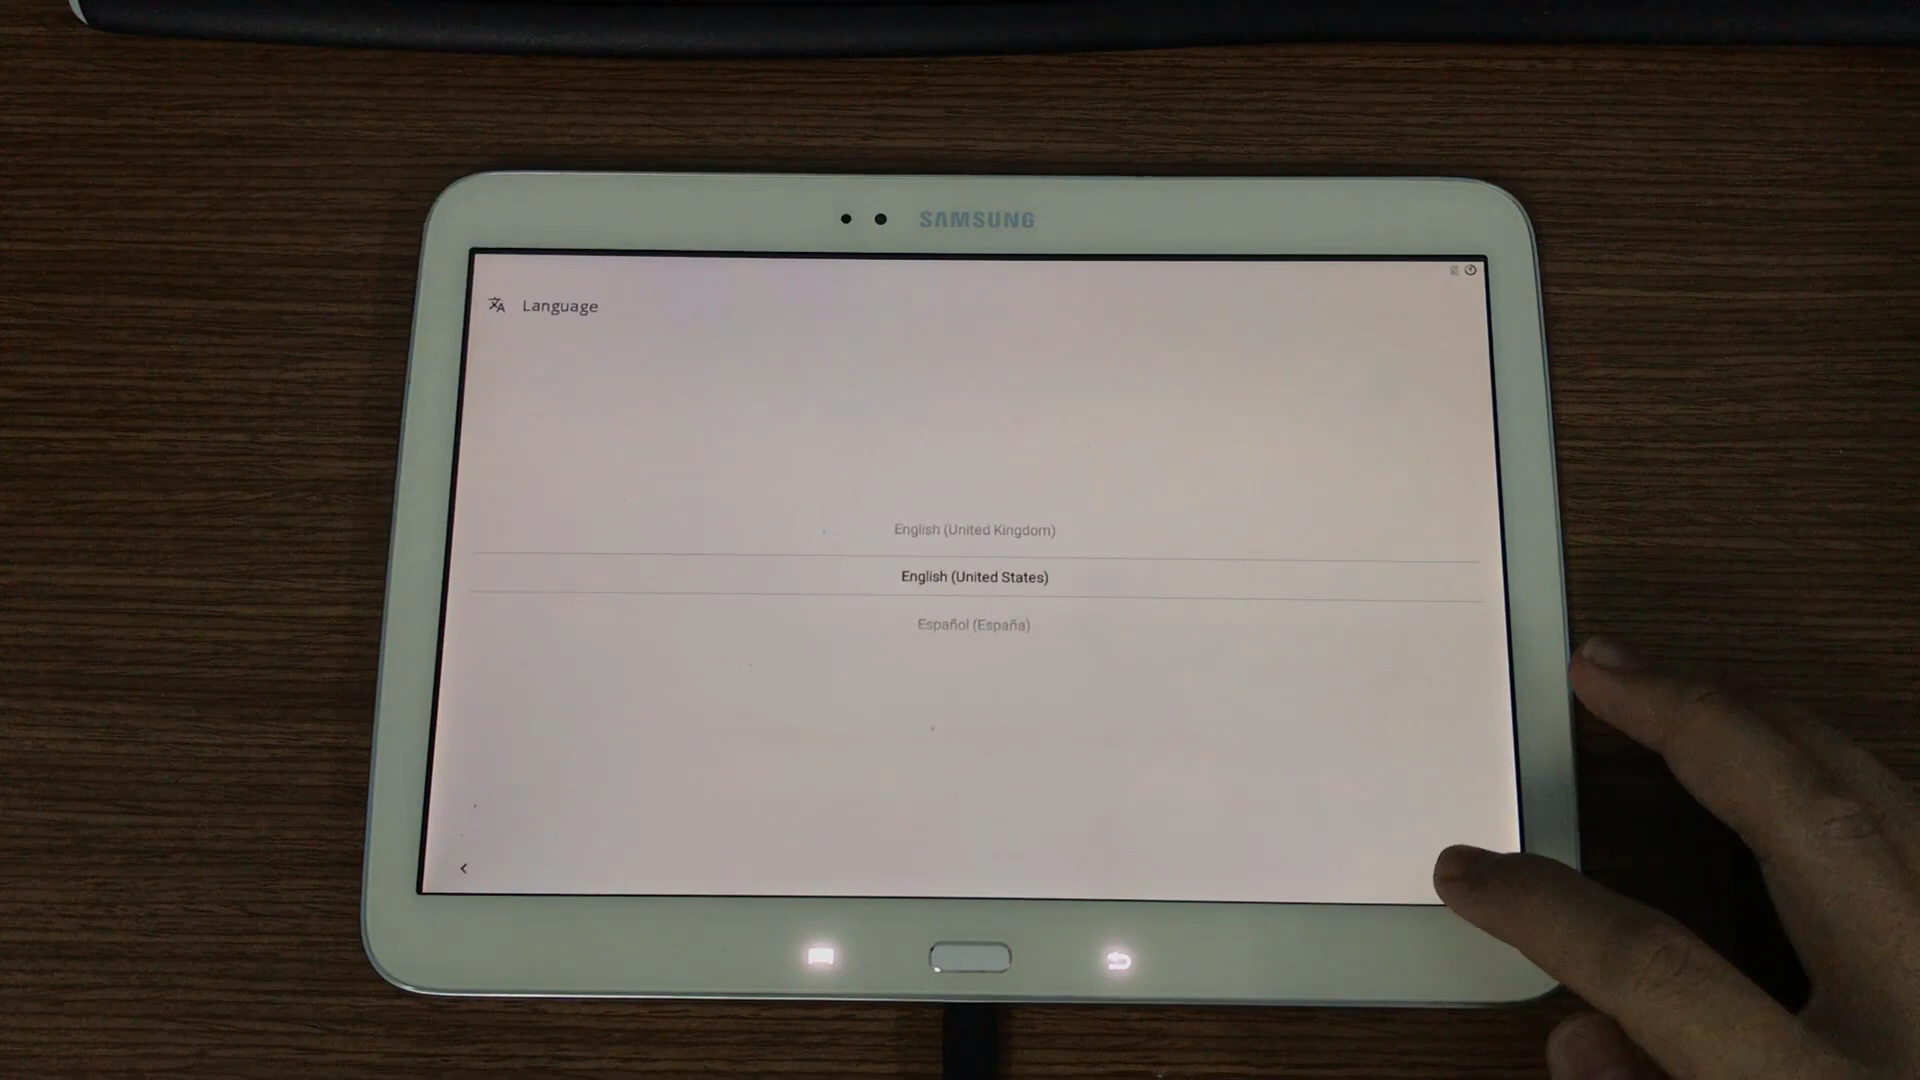 SAMSUNG
Language
English (United Kingdom)
English (United States)
Español (España)